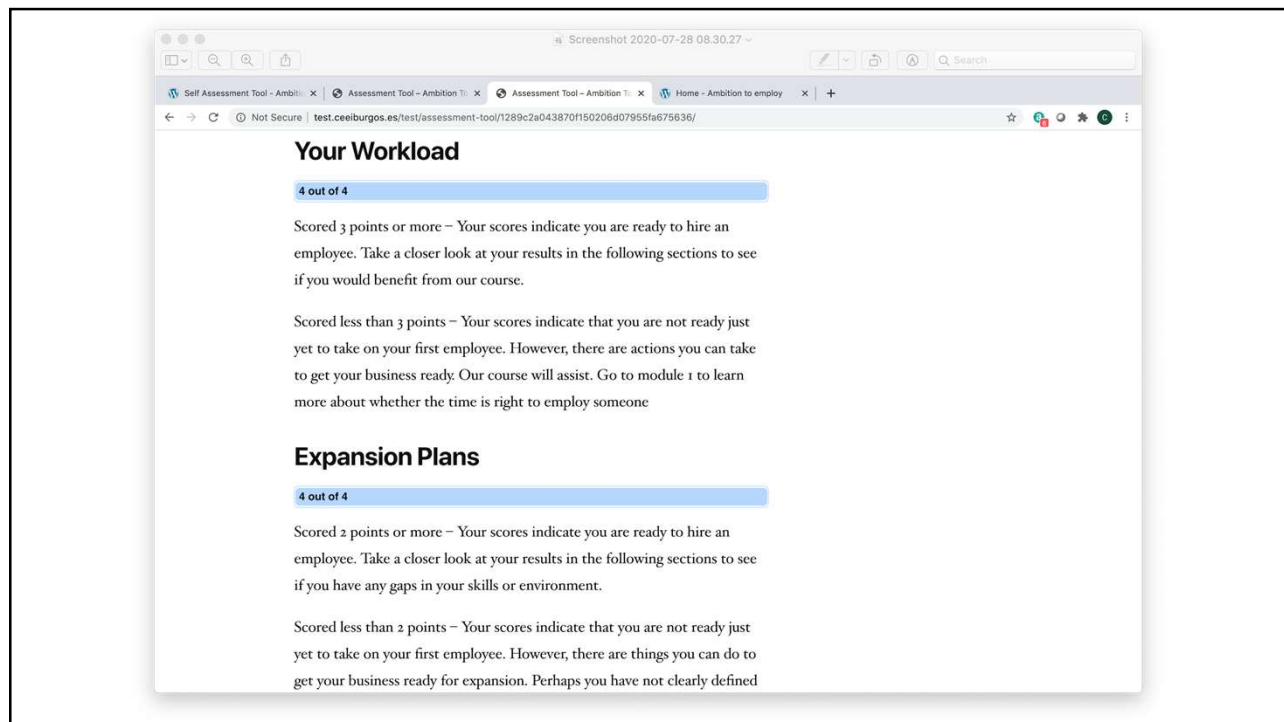 Screenshot 2020-07-28 08.30.27
Search
Self Assessment Tool - Ambiti
Assessment Tool – Ambition To
Assessment Tool – Ambition To
Home - Ambition to employ
Not Secure | test.ceeiburgos.es/test/assessment-tool/1289c2a043870f150206d07955fa675636/
Your Workload
4 out of 4
Scored 3 points or more – Your scores indicate you are ready to hire an
employee. Take a closer look at your results in the following sections to see
if you would benefit from our course.
Scored less than 3 points – Your scores indicate that you are not ready just
yet to take on your first employee. However, there are actions you can take
to get your business ready. Our course will assist. Go to module 1 to learn
more about whether the time is right to employ someone
Expansion Plans
4 out of 4
Scored 2 points or more – Your scores indicate you are ready to hire an
employee. Take a closer look at your results in the following sections to see
if you have any gaps in your skills or environment.
Scored less than 2 points – Your scores indicate that you are not ready just
yet to take on your first employee. However, there are things you can do to
get your business ready for expansion. Perhaps you have not clearly defined